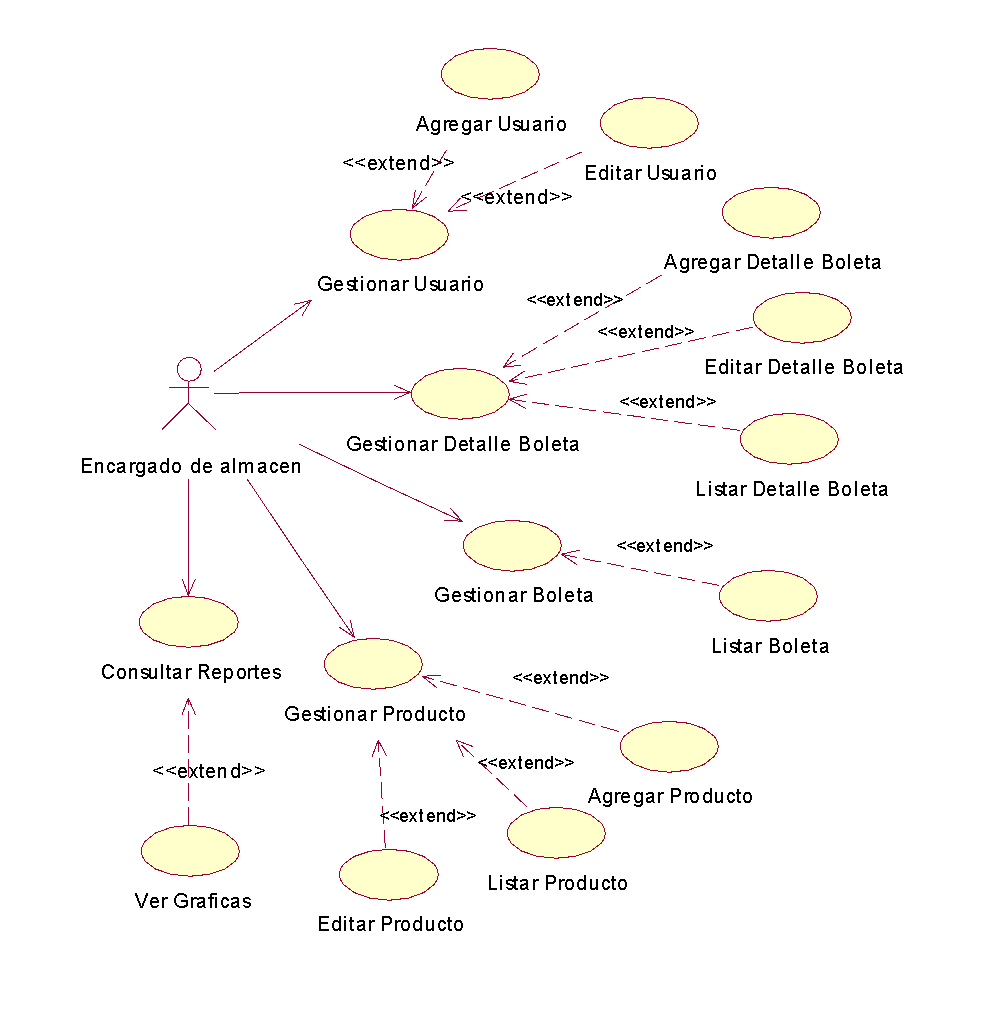 Agregar Usuario
<<extend>>
Editar Usuario
<<extend>>
Gestionar Usuario
Agregar Detalle Boleta
<<extend>>
<<extend>>
Editar Detalle Boleta
<<extend>>
Gestionar Detalle Boleta
Encargado de almacen
Listar Detalle Boleta
<<extend>>
Gestionar Boleta
Listar Boleta
Consultar Reportes
<<extend>>
Gestionar Producto
<<extend>>
<<extend>>
Agregar Producto
<<extend>>
Listar Producto
Ver Graficas
Editar Producto